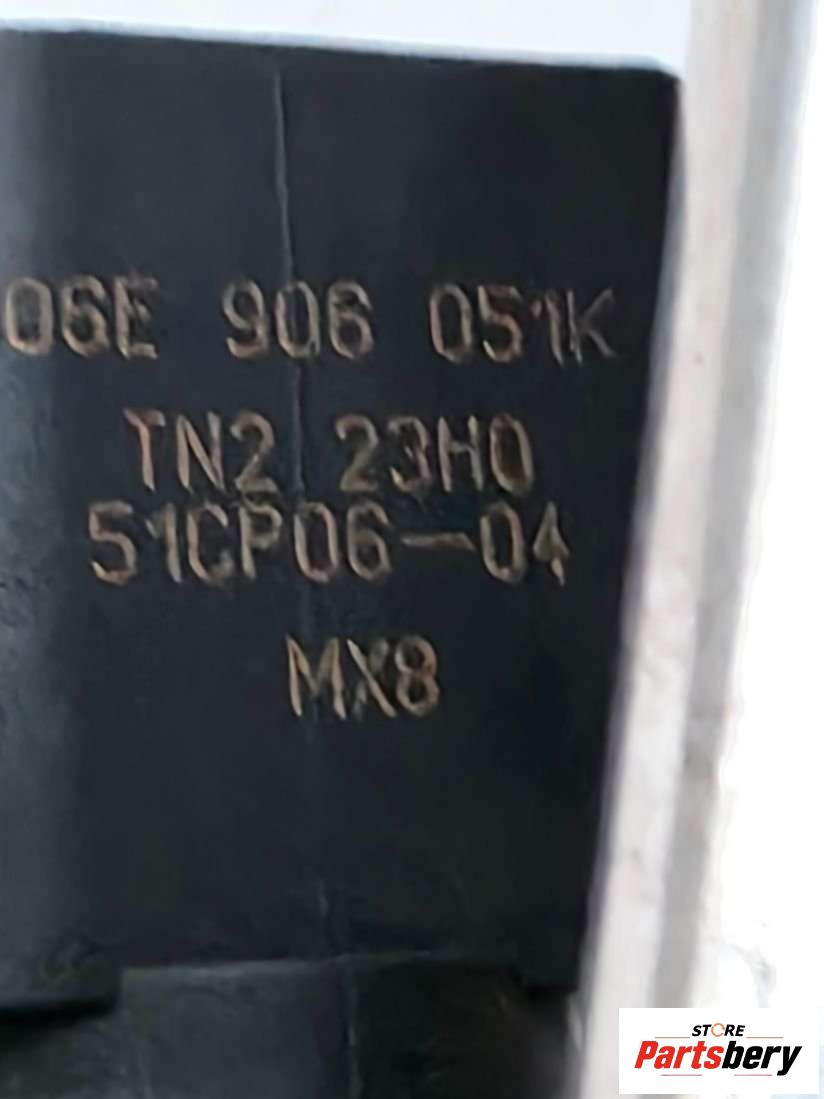 06E 906 051K
TN2 23H0
51CP06-04
MX8
STORE
Partsbery